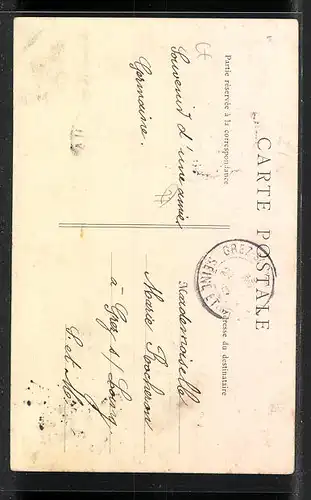 CARTE POSTALE
Partie réservée à la correspondance
Adresse du destinataire
Souvenir d'une amie
Germaine.
Mademoiselle
Marie Rocheron
à Grez s/ Loing
S. et M.
GREZ
SEINE ET